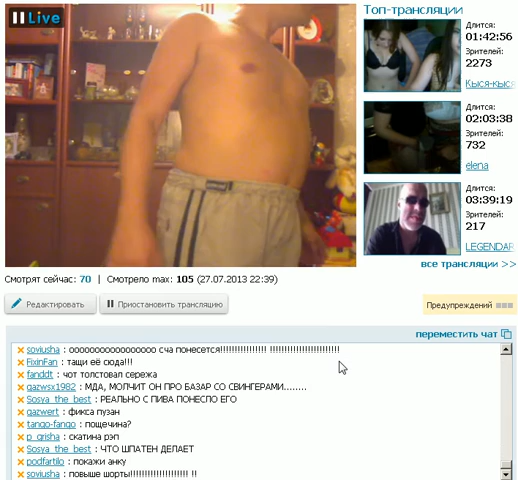 Live
Топ-трансляции
Длится:
01:42:56
Зрителей:
2273
Кыся-кыся
Длится:
02:03:38
Зрителей:
732
elena
Длится:
03:39:19
Зрителей:
217
LEGENDAR
все трансляции >>
Смотрят сейчас: 70 | Смотрело max: 105 (27.07.2013 22:39)
Редактировать
Приостановить трансляцию
Предупреждений
переместить чат
soviusha : ооооооооооооооооо сча понесется!!!!!!!!!!!!!!!!! !!!!!!!!!!!!!!!!!!!!!!!!!
FixinFan : тащи её сюда!!!
fanddt : чот толстовал сережа
qazwsx1982 : МДА, МОЛЧИТ ОН ПРО БАЗАР СО СВИНГЕРАМИ........
Sosya_the_best : РЕАЛЬНО С ПИВА ПОНЕСЛО ЕГО
qazwert : фикса пузан
tango-fango : пощечина?
p_grisha : скатина рэп
Sosya_the_best : ЧТО ШПАТЕН ДЕЛАЕТ
podfartilo : покажи анку
soviusha : повыше шорты!!!!!!!!!!!!!!!!!!!! !!